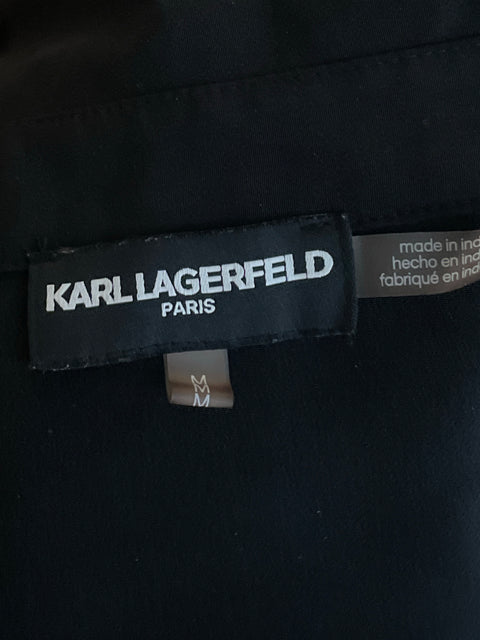 KARL LAGERFELD
PARIS
made in
hecho en
fabriqué en
M
M